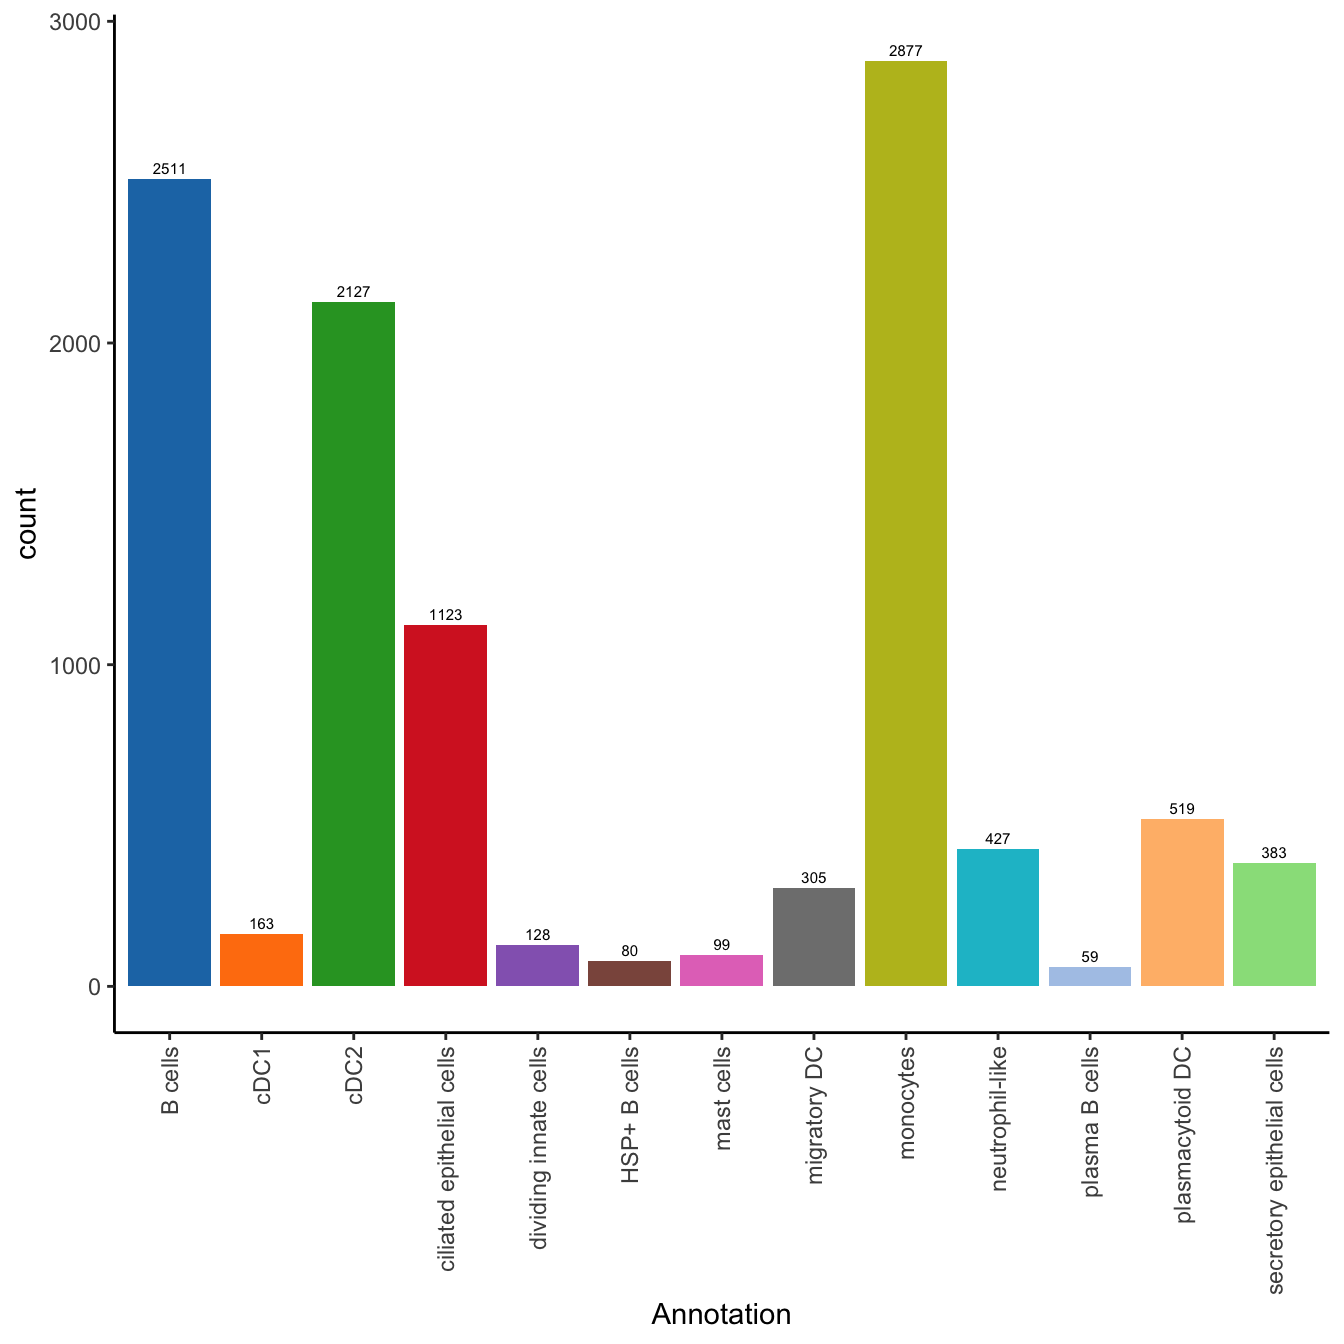 3000
2000
1000
0
count
2511
163
2127
1123
128
80
99
305
2877
427
59
519
383
B cells
cDC1
cDC2
ciliated epithelial cells
dividing innate cells
HSP+ B cells
mast cells
migratory DC
monocytes
neutrophil-like
plasma B cells
plasmacytoid DC
secretory epithelial cells
Annotation